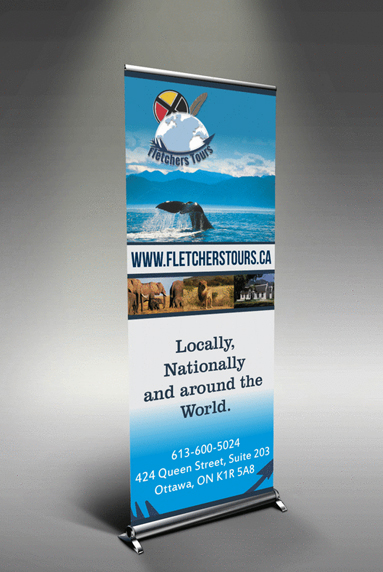 Fletchers Tours
WWW.FLETCHERSTOURS.CA
Locally,
Nationally
and around the
World.
613-600-5024
424 Queen Street, Suite 203
Ottawa, ON K1R 5A8